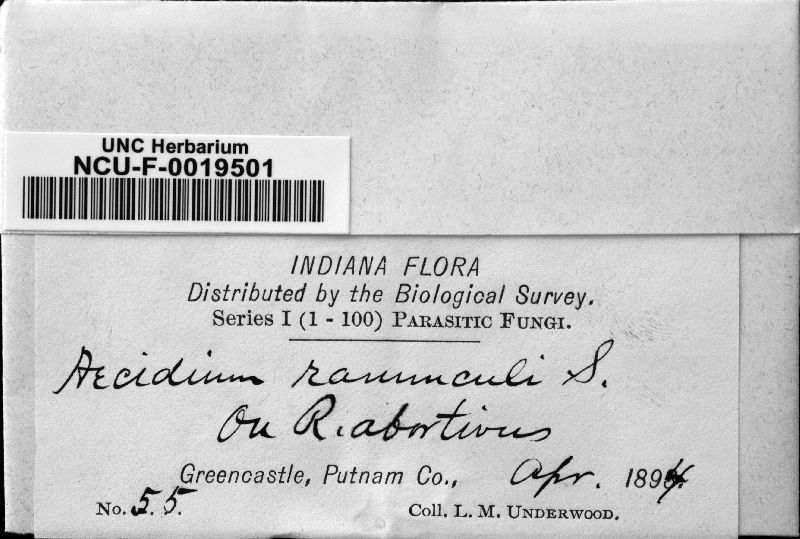 UNC Herbarium
NCU-F-0019501
INDIANA FLORA
Distributed by the Biological Survey.
Series I (1 - 100) PARASITIC FUNGI.
Aecidium ranunculi S.
On R. abortivus
Greencastle, Putnam Co., Apr. 1894.
No. 55.
Coll. L. M. UNDERWOOD.